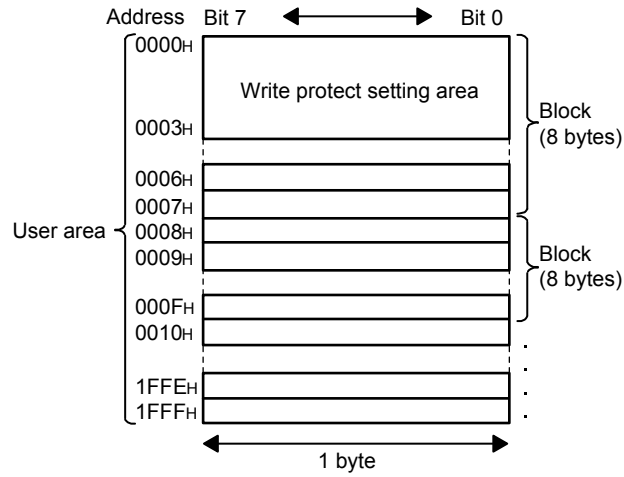 Address Bit 7 Bit 0
0000H
Write protect setting area
Block
(8 bytes)
0003H
0006H
0007H
User area
0008H
0009H
Block
(8 bytes)
000FH
0010H
1FFEH
1FFFH
1 byte